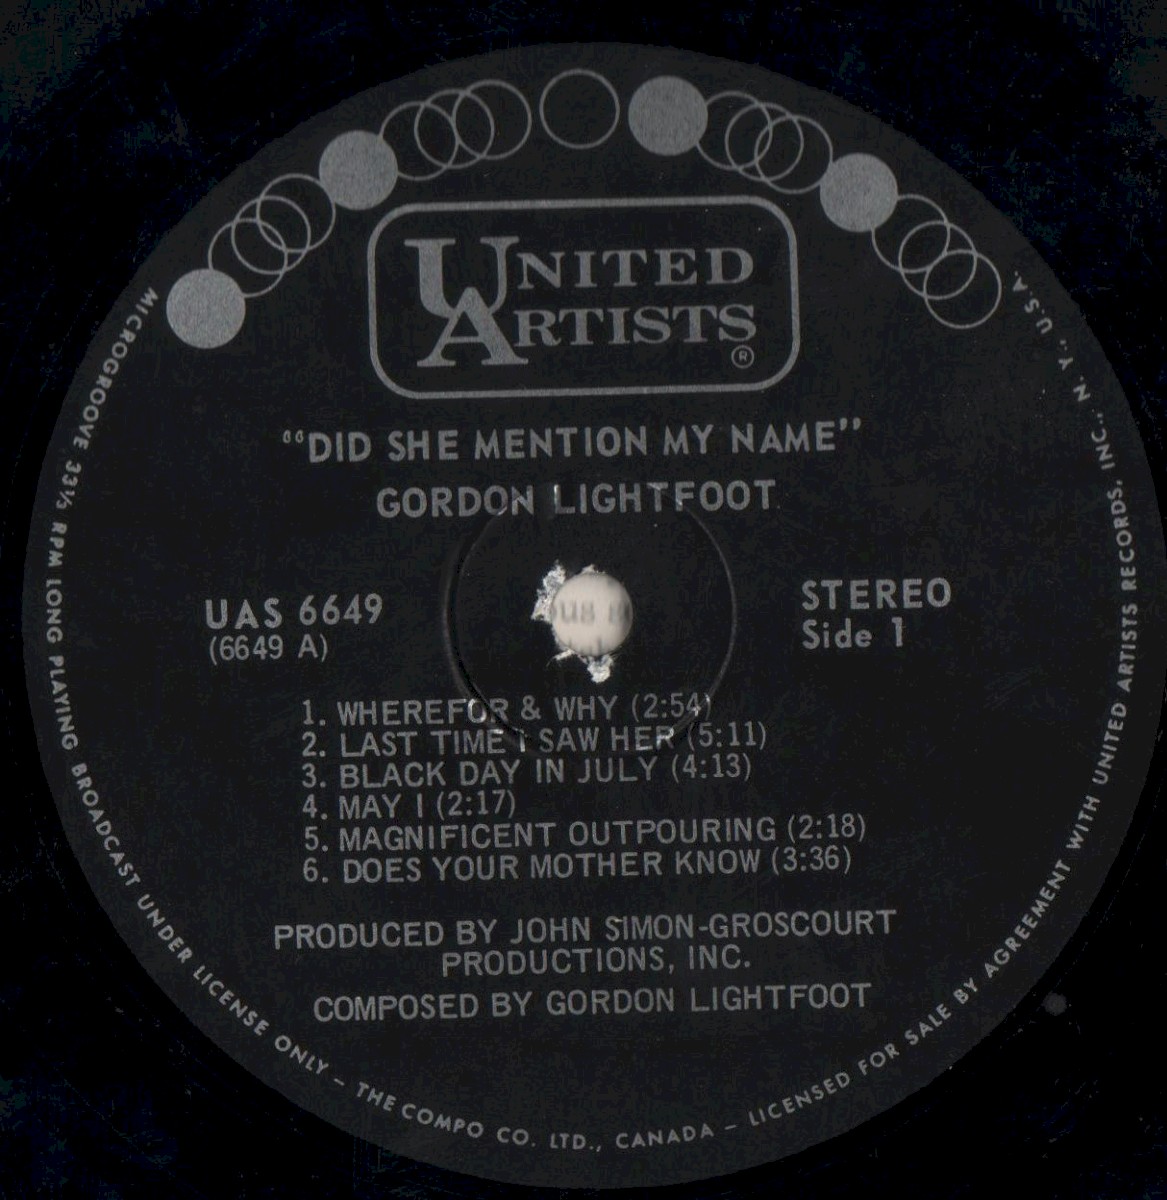 UNITED
ARTISTS
®
"DID SHE MENTION MY NAME"
GORDON LIGHTFOOT
UAS 6649
(6649 A)
STEREO
Side 1
1. WHEREFOR & WHY (2:54)
2. LAST TIME I SAW HER (5:11)
3. BLACK DAY IN JULY (4:13)
4. MAY I (2:17)
5. MAGNIFICENT OUTPOURING (2:18)
6. DOES YOUR MOTHER KNOW (3:36)
PRODUCED BY JOHN SIMON-GROSCOURT
PRODUCTIONS, INC.
COMPOSED BY GORDON LIGHTFOOT
MICROGROOVE 33⅓ RPM LONG PLAYING BROADCAST UNDER LICENSE ONLY – THE COMPO CO. LTD., CANADA – LICENSED FOR SALE BY AGREEMENT WITH UNITED ARTISTS RECORDS, INC., N. Y., U.S.A.